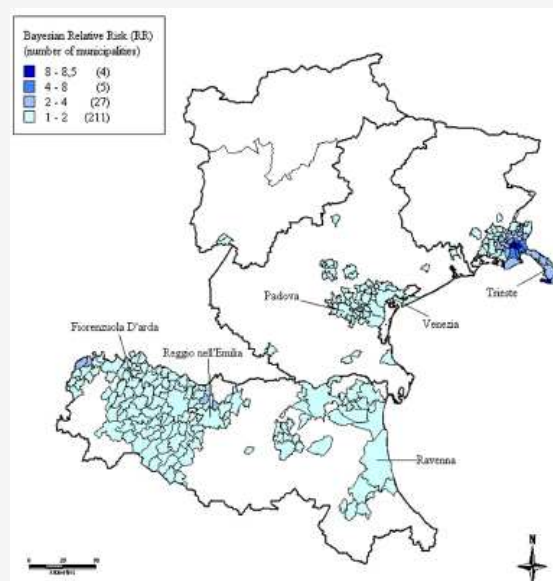 Bayesian Relative Risk (RR)
(number of municipalities)
8 - 8,5 (4)
4 - 8 (5)
2 - 4 (27)
1 - 2 (211)
Trieste
Padova
Venezia
Fiorenzuola D'arda
Reggio nell'Emilia
Ravenna
N